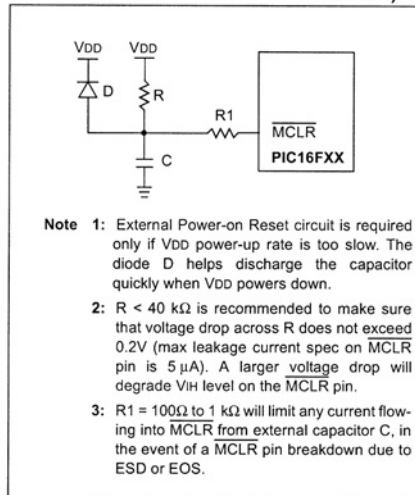 VDD VDD
D R
R1
C
MCLR
PIC16FXX
Note 1: External Power-on Reset circuit is required
only if VDD power-up rate is too slow. The
diode D helps discharge the capacitor
quickly when VDD powers down.
2: R < 40 kΩ is recommended to make sure
that voltage drop across R does not exceed
0.2V (max leakage current spec on MCLR
pin is 5 μA). A larger voltage drop will
degrade VIH level on the MCLR pin.
3: R1 = 100Ω to 1 kΩ will limit any current flow-
ing into MCLR from external capacitor C, in
the event of a MCLR pin breakdown due to
ESD or EOS.